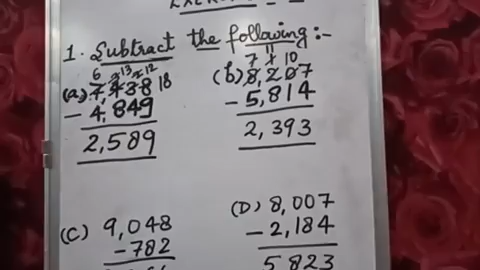 1. Subtract the following:-
6 13 12
(a) 7,438 18
- 4,849
2,589
11
7 1 10
(b) 8,207
- 5,814
2,393
(C) 9,048
- 782
(D) 8,007
- 2,184
5,823